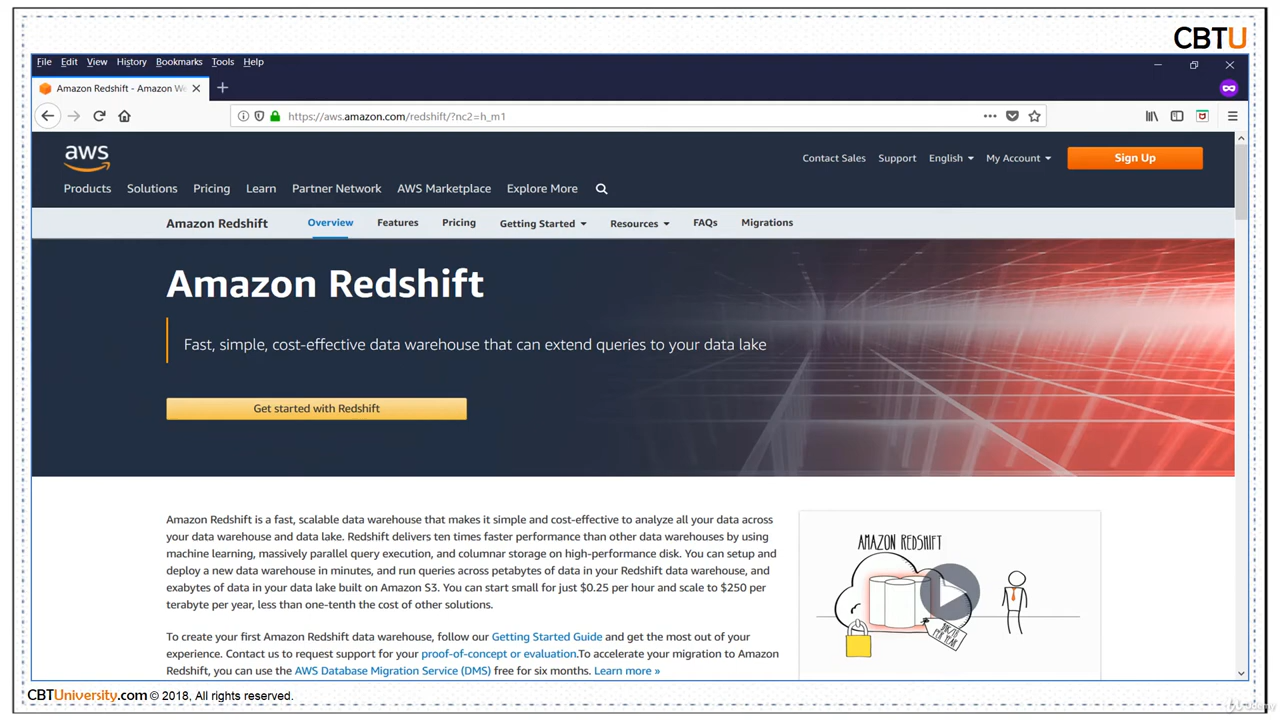 CBTU
File Edit View History Bookmarks Tools Help
Amazon Redshift - Amazon We
https://aws.amazon.com/redshift/?nc2=h_m1
aws
Contact Sales Support English My Account Sign Up
Products Solutions Pricing Learn Partner Network AWS Marketplace Explore More
Amazon Redshift Overview Features Pricing Getting Started Resources FAQs Migrations
Amazon Redshift
Fast, simple, cost-effective data warehouse that can extend queries to your data lake
Get started with Redshift
Amazon Redshift is a fast, scalable data warehouse that makes it simple and cost-effective to analyze all your data across
your data warehouse and data lake. Redshift delivers ten times faster performance than other data warehouses by using
machine learning, massively parallel query execution, and columnar storage on high-performance disk. You can setup and
deploy a new data warehouse in minutes, and run queries across petabytes of data in your Redshift data warehouse, and
exabytes of data in your data lake built on Amazon S3. You can start small for just $0.25 per hour and scale to $250 per
terabyte per year, less than one-tenth the cost of other solutions.
To create your first Amazon Redshift data warehouse, follow our Getting Started Guide and get the most out of your
experience. Contact us to request support for your proof-of-concept or evaluation.To accelerate your migration to Amazon
Redshift, you can use the AWS Database Migration Service (DMS) free for six months. Learn more »
AMAZON REDSHIFT
CBTUniversity.com © 2018, All rights reserved.